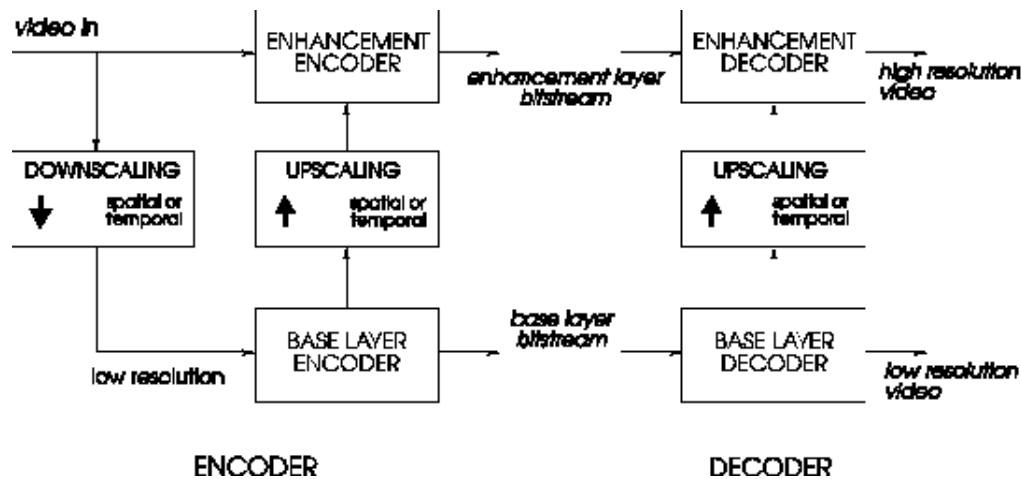 video in
ENHANCEMENT
ENCODER
enhancement layer
bitstream
ENHANCEMENT
DECODER
high resolution
video
DOWNSCALING
spatial or
temporal
UPSCALING
spatial or
temporal
UPSCALING
spatial or
temporal
low resolution
BASE LAYER
ENCODER
base layer
bitstream
BASE LAYER
DECODER
low resolution
video
ENCODER
DECODER